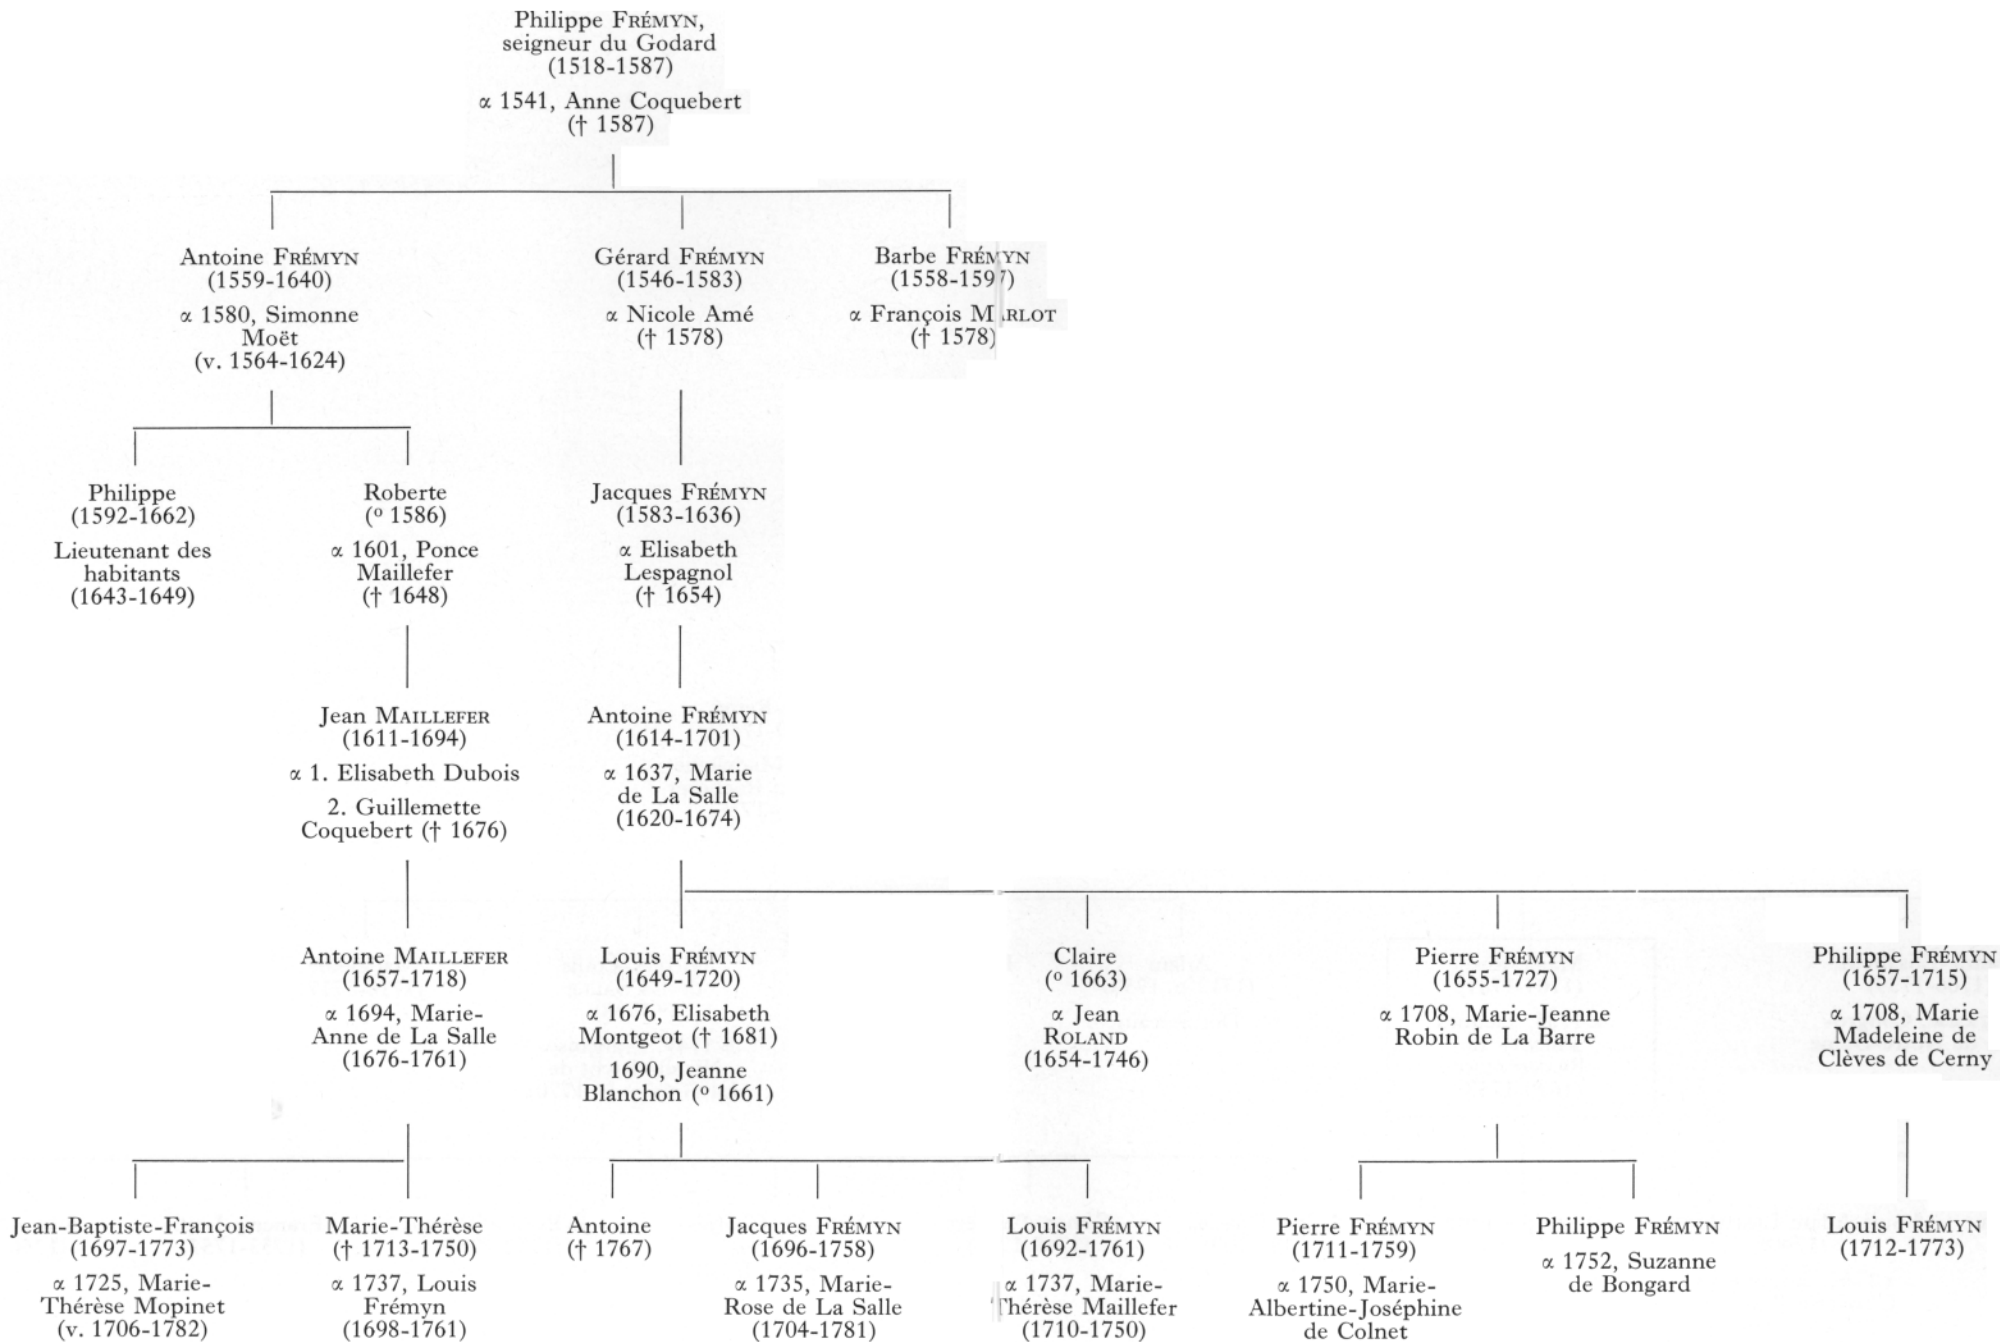 Philippe FRÉMYN,
seigneur du Godard
(1518-1587)
α 1541, Anne Coquebert
(† 1587)
Antoine FRÉMYN
(1559-1640)
α 1580, Simonne
Moët
(v. 1564-1624)
Gérard FRÉMYN
(1546-1583)
α Nicole Amé
(† 1578)
Barbe FRÉMYN
(1558-1597)
α François MARLOT
(† 1578)
Philippe
(1592-1662)
Lieutenant des
habitants
(1643-1649)
Roberte
(º 1586)
α 1601, Ponce
Maillefer
(† 1648)
Jacques FRÉMYN
(1583-1636)
α Elisabeth
Lespagnol
(† 1654)
Jean MAILLEFER
(1611-1694)
α 1. Elisabeth Dubois
2. Guillemette
Coquebert († 1676)
Antoine FRÉMYN
(1614-1701)
α 1637, Marie
de La Salle
(1620-1674)
Antoine MAILLEFER
(1657-1718)
α 1694, Marie-
Anne de La Salle
(1676-1761)
Louis FRÉMYN
(1649-1720)
α 1676, Elisabeth
Montgeot († 1681)
1690, Jeanne
Blanchon (º 1661)
Claire
(º 1663)
α Jean
ROLAND
(1654-1746)
Pierre FRÉMYN
(1655-1727)
α 1708, Marie-Jeanne
Robin de La Barre
Philippe FRÉMYN
(1657-1715)
α 1708, Marie
Madeleine de
Clèves de Cerny
Jean-Baptiste-François
(1697-1773)
α 1725, Marie-
Thérèse Mopinet
(v. 1706-1782)
Marie-Thérèse
(† 1713-1750)
α 1737, Louis
Frémyn
(1698-1761)
Antoine
(† 1767)
Jacques FRÉMYN
(1696-1758)
α 1735, Marie-
Rose de La Salle
(1704-1781)
Louis FRÉMYN
(1692-1761)
α 1737, Marie-
Thérèse Maillefer
(1710-1750)
Pierre FRÉMYN
(1711-1759)
α 1750, Marie-
Albertine-Joséphine
de Colnet
Philippe FRÉMYN
α 1752, Suzanne
de Bongard
Louis FRÉMYN
(1712-1773)